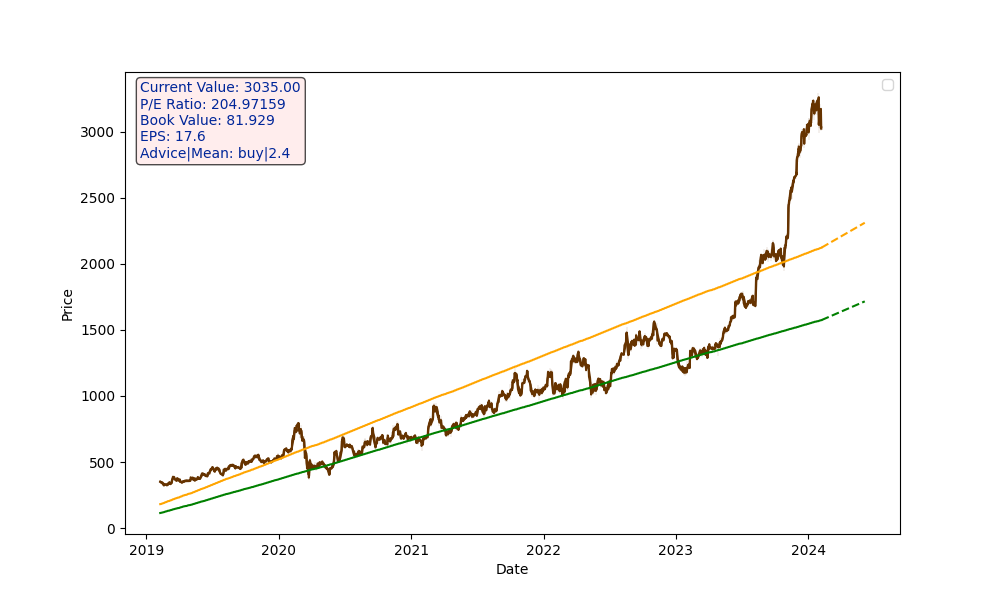 Current Value: 3035.00
P/E Ratio: 204.97159
Book Value: 81.929
EPS: 17.6
Advice|Mean: buy|2.4
3000
2500
2000
1500
1000
500
0
Price
2019 2020 2021 2022 2023 2024
Date